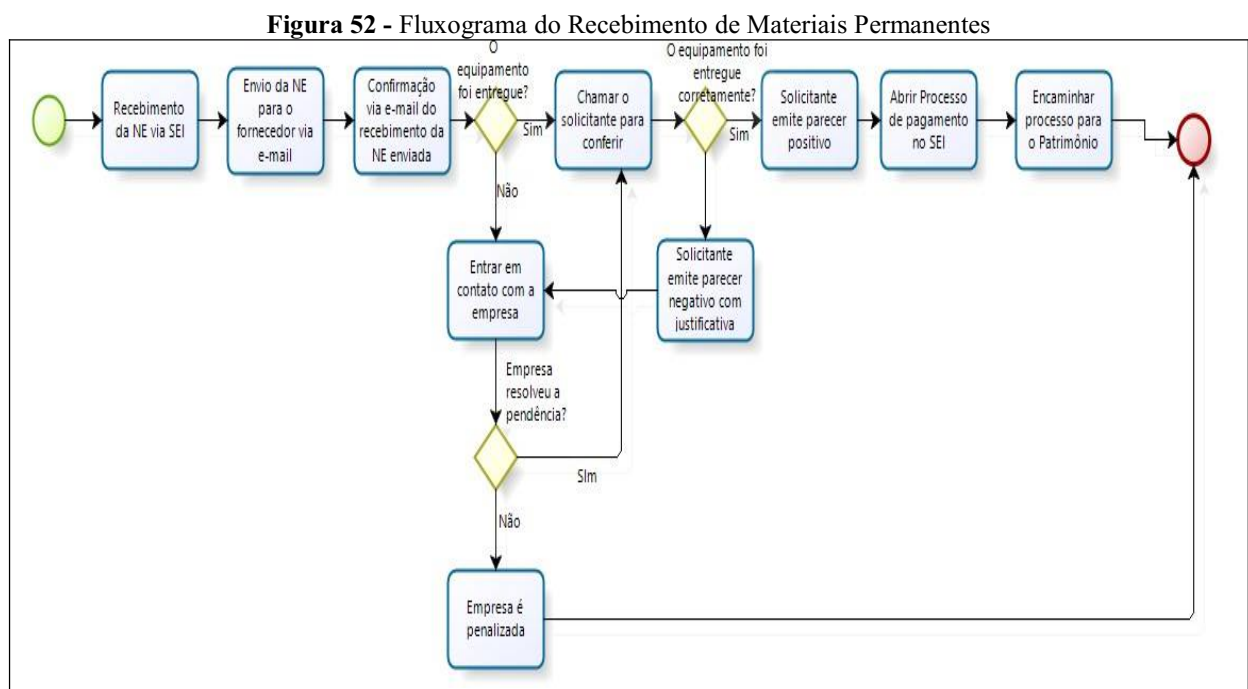 Figura 52 - Fluxograma do Recebimento de Materiais Permanentes
Recebimento
da NE via SEI
Envio da NE
para o
fornecedor via
e-mail
Confirmação
via e-mail do
recebimento da
NE enviada
O
equipamento
foi entregue?
Sim
Não
Chamar o
solicitante para
conferir
O equipamento foi
entregue
corretamente?
Sim
Solicitante
emite parecer
positivo
Abrir Processo
de pagamento
no SEI
Encaminhar
processo para
o Patrimônio
Entrar em
contato com a
empresa
Solicitante
emite parecer
negativo com
justificativa
Empresa
resolveu a
pendência?
SIm
Não
Empresa é
penalizada